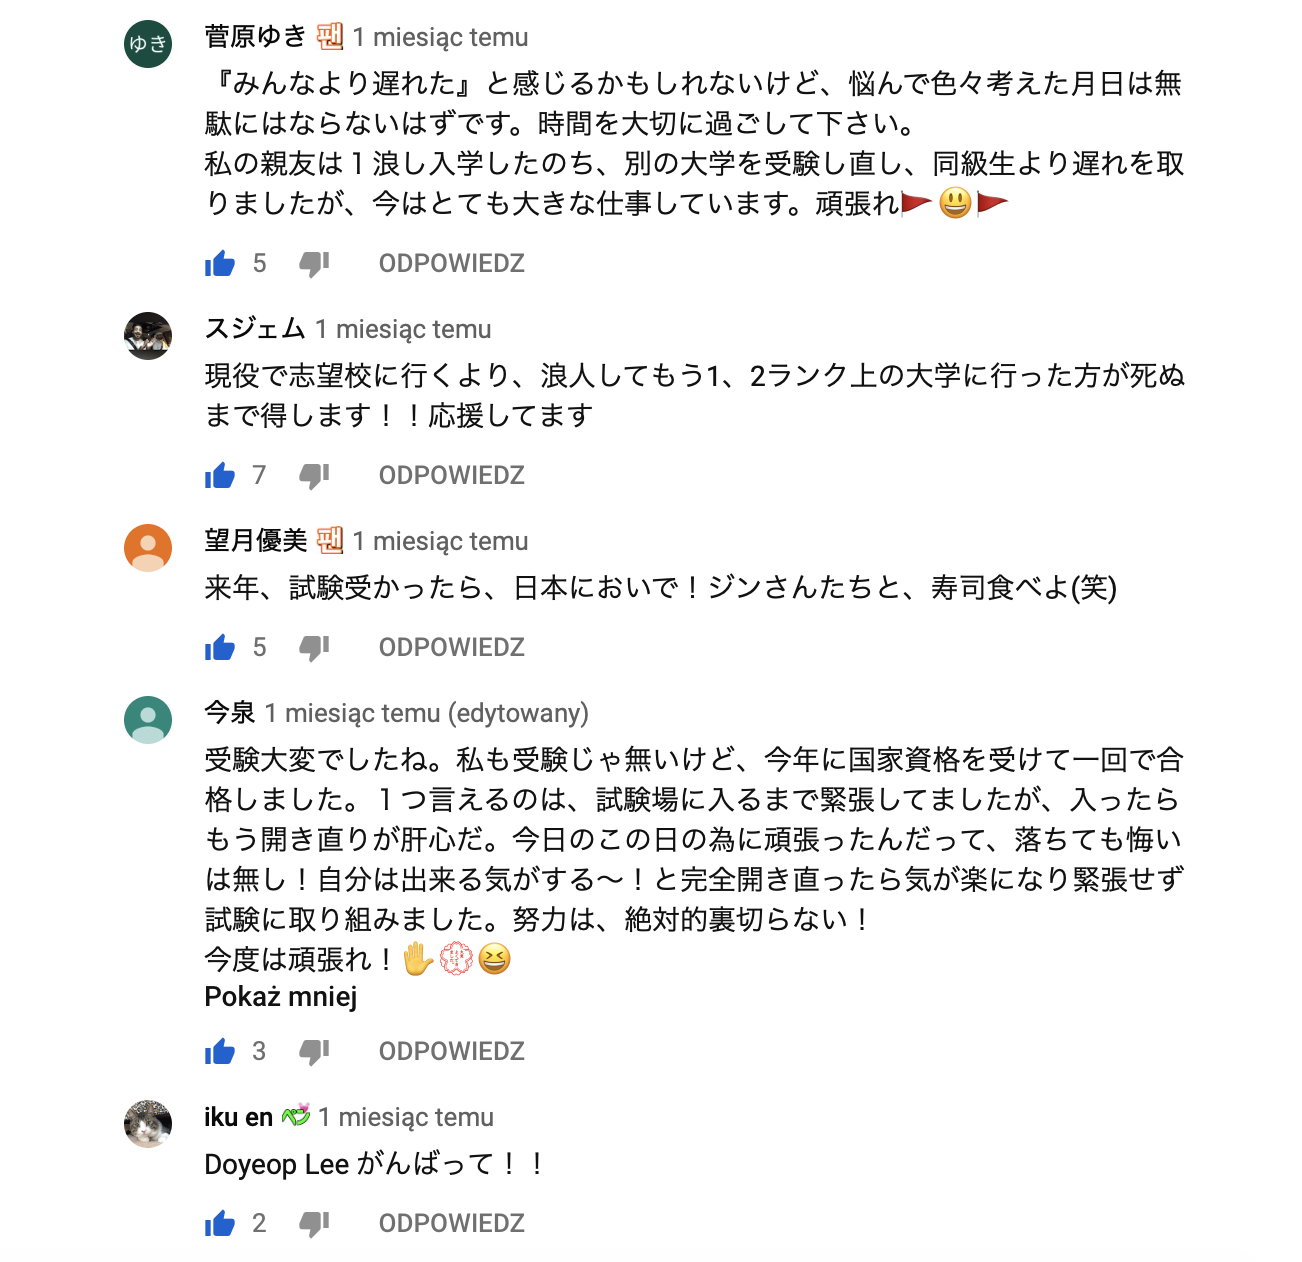 ゆき
菅原ゆき 팬 1 miesiąc temu
『みんなより遅れた』と感じるかもしれないけど、悩んで色々考えた月日は無
駄にはならないはずです。時間を大切に過ごして下さい。
私の親友は１浪し入学したのち、別の大学を受験し直し、同級生より遅れを取
りましたが、今はとても大きな仕事しています。頑張れ🚩😃🚩
5 ODPOWIEDZ
スジェム 1 miesiąc temu
現役で志望校に行くより、浪人してもう1、2ランク上の大学に行った方が死ぬ
まで得します！！応援してます
7 ODPOWIEDZ
望月優美 팬 1 miesiąc temu
来年、試験受かったら、日本においで！ジンさんたちと、寿司食べよ(笑)
5 ODPOWIEDZ
今泉 1 miesiąc temu (edytowany)
受験大変でしたね。私も受験じゃ無いけど、今年に国家資格を受けて一回で合
格しました。１つ言えるのは、試験場に入るまで緊張してましたが、入ったら
もう開き直りが肝心だ。今日のこの日の為に頑張ったんだって、落ちても悔い
は無し！自分は出来る気がする〜！と完全開き直ったら気が楽になり緊張せず
試験に取り組みました。努力は、絶対的裏切らない！
今度は頑張れ！✋💮😆
Pokaż mniej
3 ODPOWIEDZ
iku en ペン 1 miesiąc temu
Doyeop Lee がんばって！！
2 ODPOWIEDZ